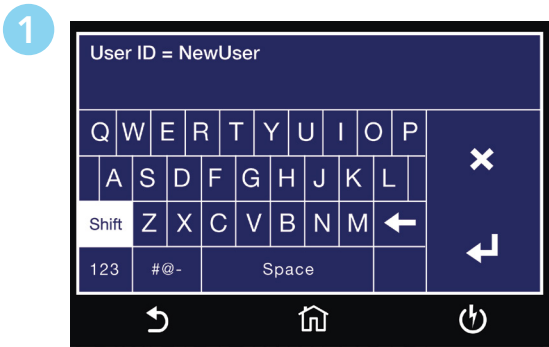 1
User ID = NewUser
Q W E R T Y U I O P
A S D F G H J K L
Shift Z X C V B N M
123 #@- Space